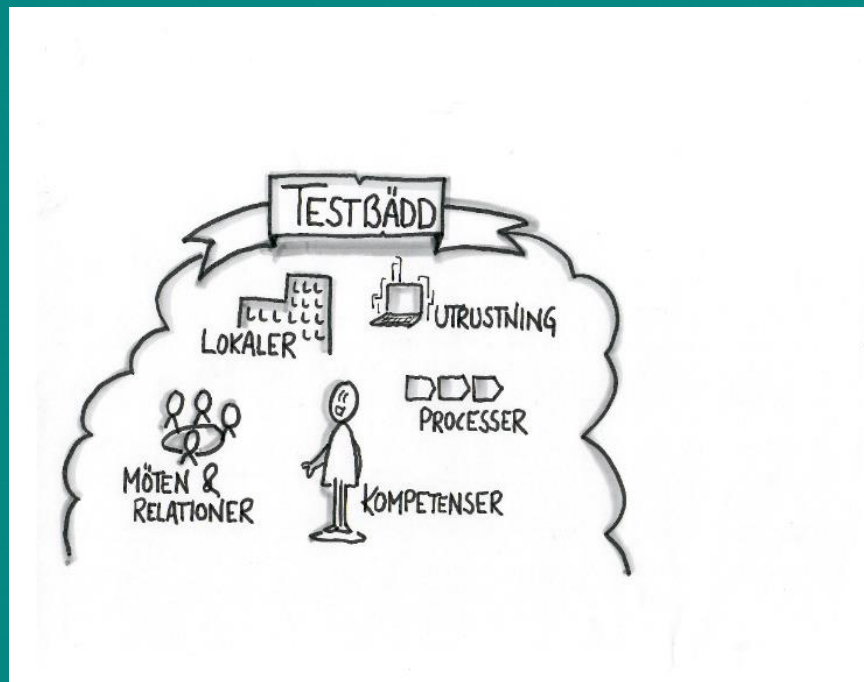 TESTBÄDD
LOKALER
UTRUSTNING
PROCESSER
MÖTEN &
RELATIONER
KOMPETENSER